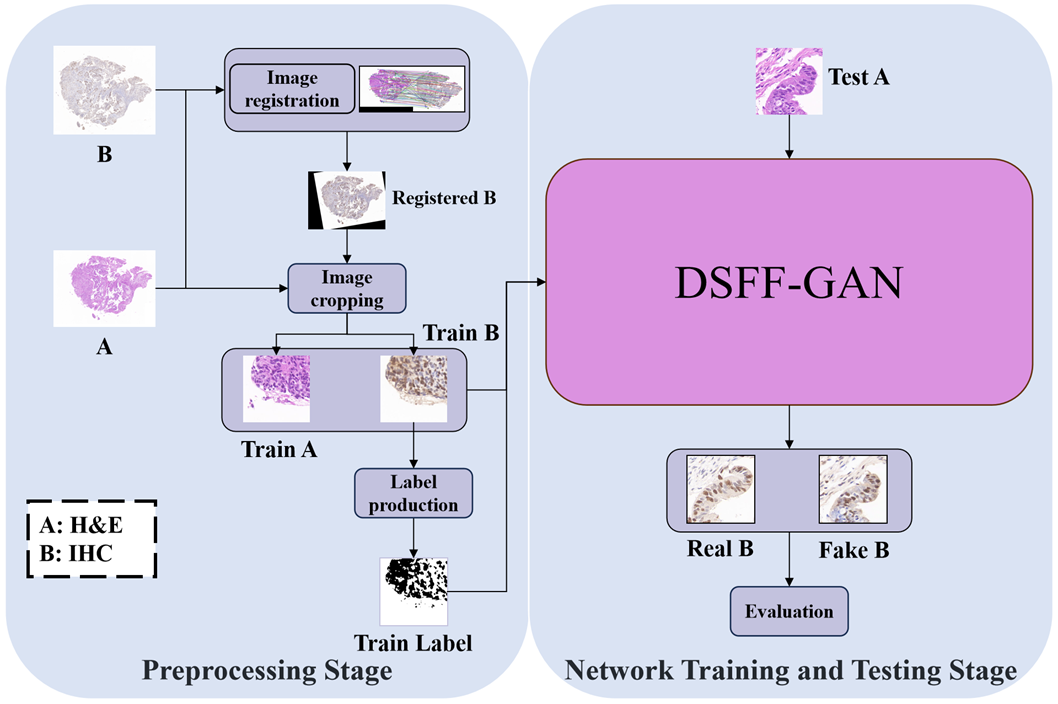 Image
registration
B
Registered B
Image
cropping
A
Train B
Train A
Label
production
A: H&E
B: IHC
Train Label
Preprocessing Stage
Test A
DSFF-GAN
Real B
Fake B
Evaluation
Network Training and Testing Stage